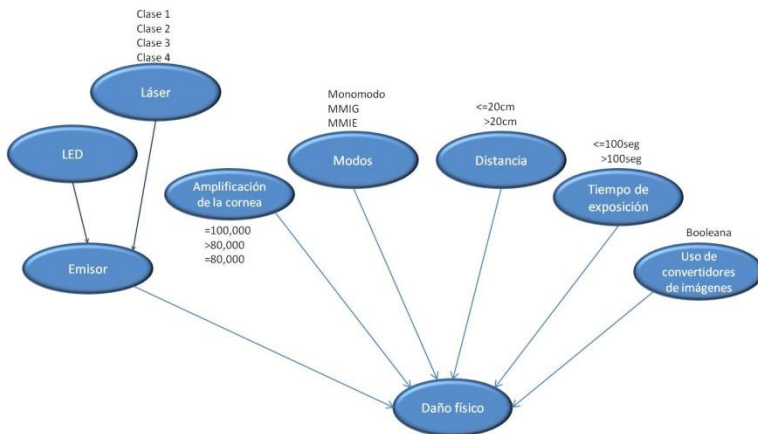 Clase 1
Clase 2
Clase 3
Clase 4
Láser
LED
Emisor
Amplificación
de la cornea
=100,000
>80,000
=80,000
Monomodo
MMIG
MMIE
Modos
<=20cm
>20cm
Distancia
<=100seg
>100seg
Tiempo de
exposición
Booleana
Uso de
convertidores
de imágenes
Daño físico